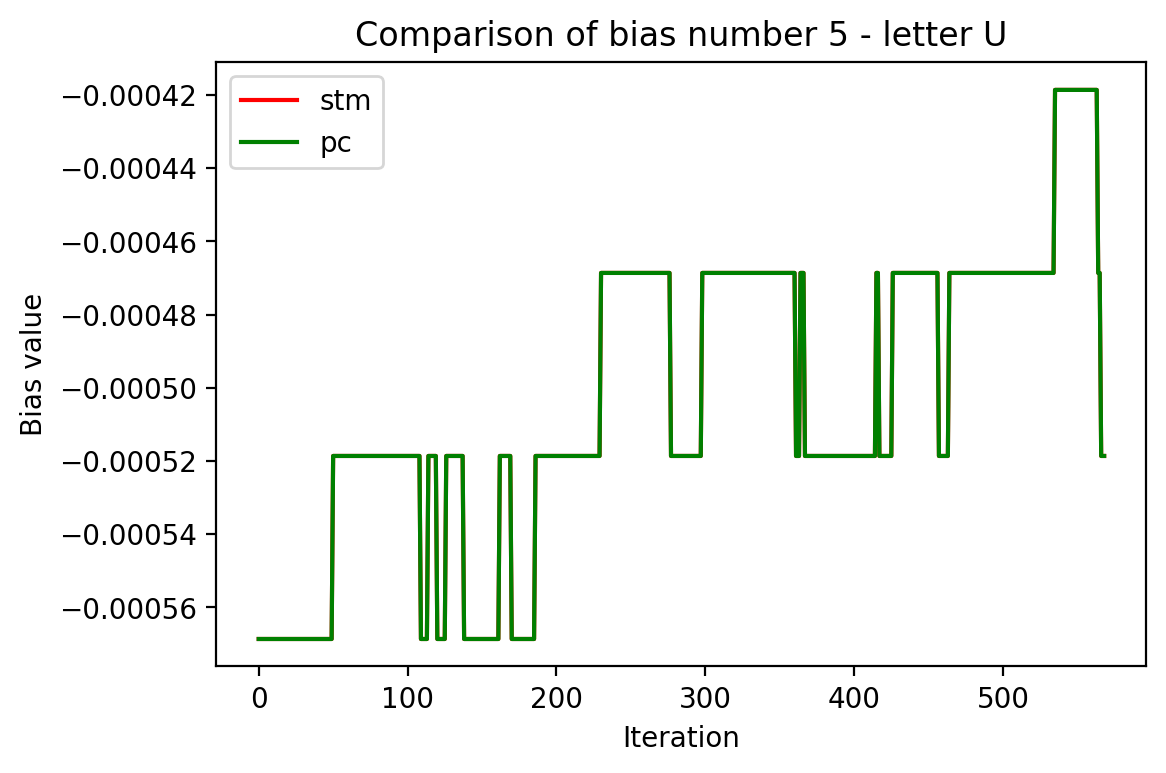 Comparison of bias number 5 - letter U
stm
pc
−0.00042
−0.00044
−0.00046
−0.00048
−0.00050
−0.00052
−0.00054
−0.00056
Bias value
0 100 200 300 400 500
Iteration